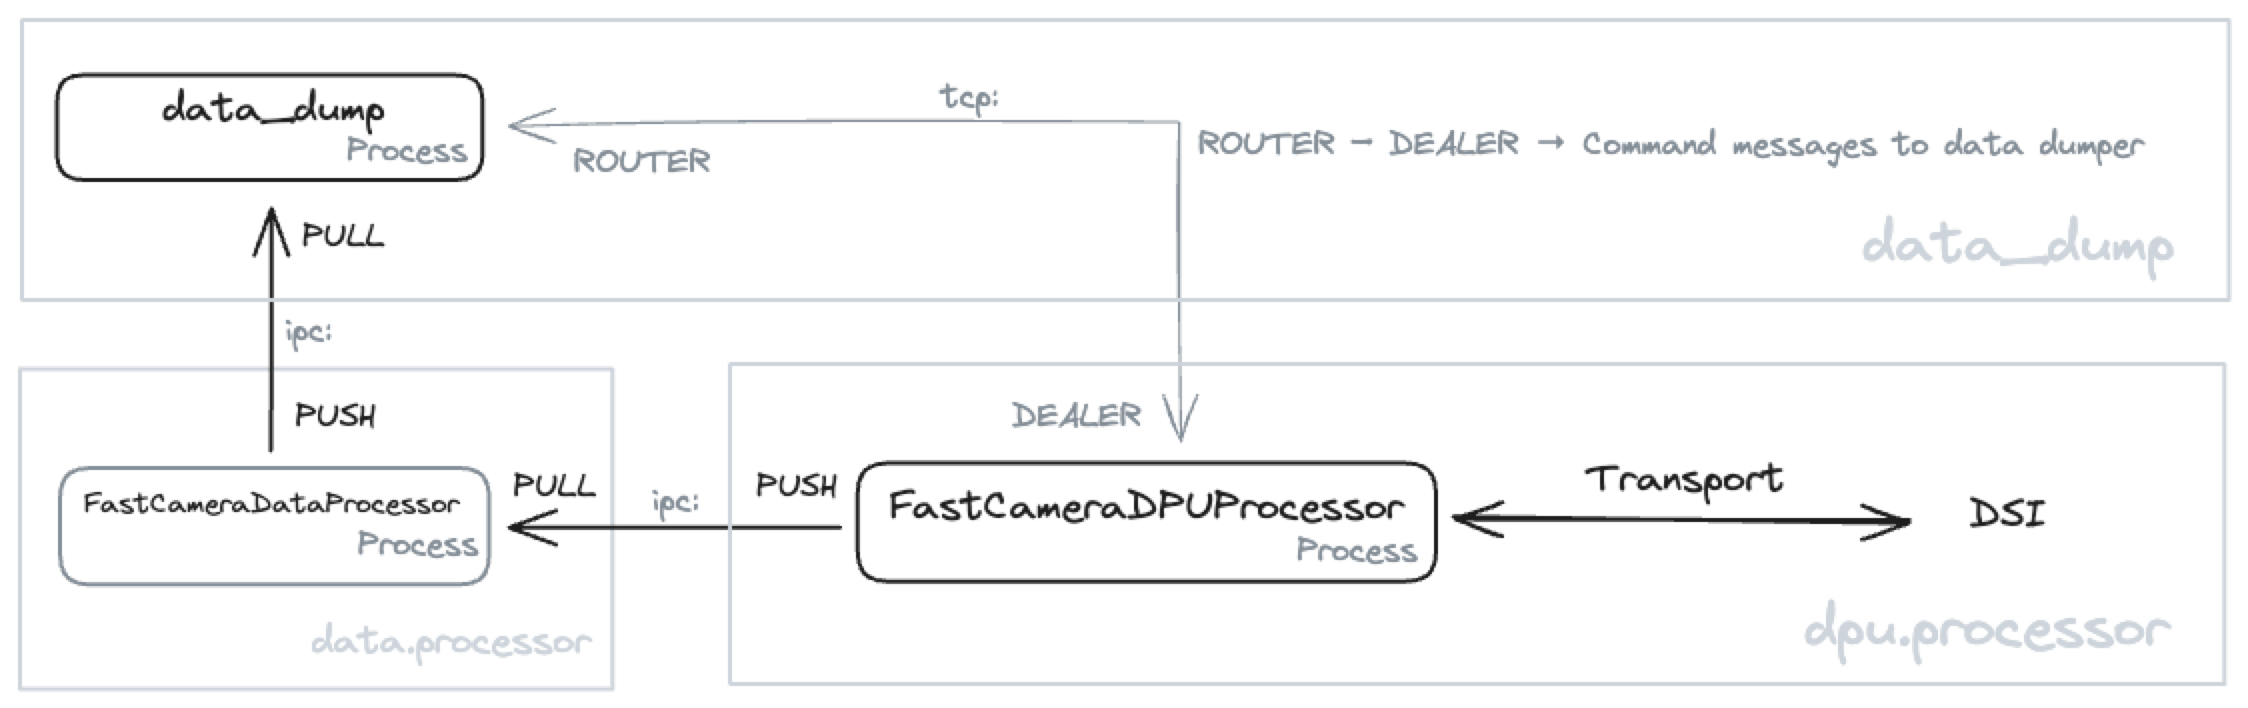 data_dump
Process
tcp:
ROUTER
ROUTER – DEALER → Command messages to data dumper
data_dump
PULL
ipc:
PUSH
FastCameraDataProcessor
Process
data.processor
PULL
ipc:
PUSH
DEALER
FastCameraDPUProcessor
Process
Transport
DSI
dpu.processor